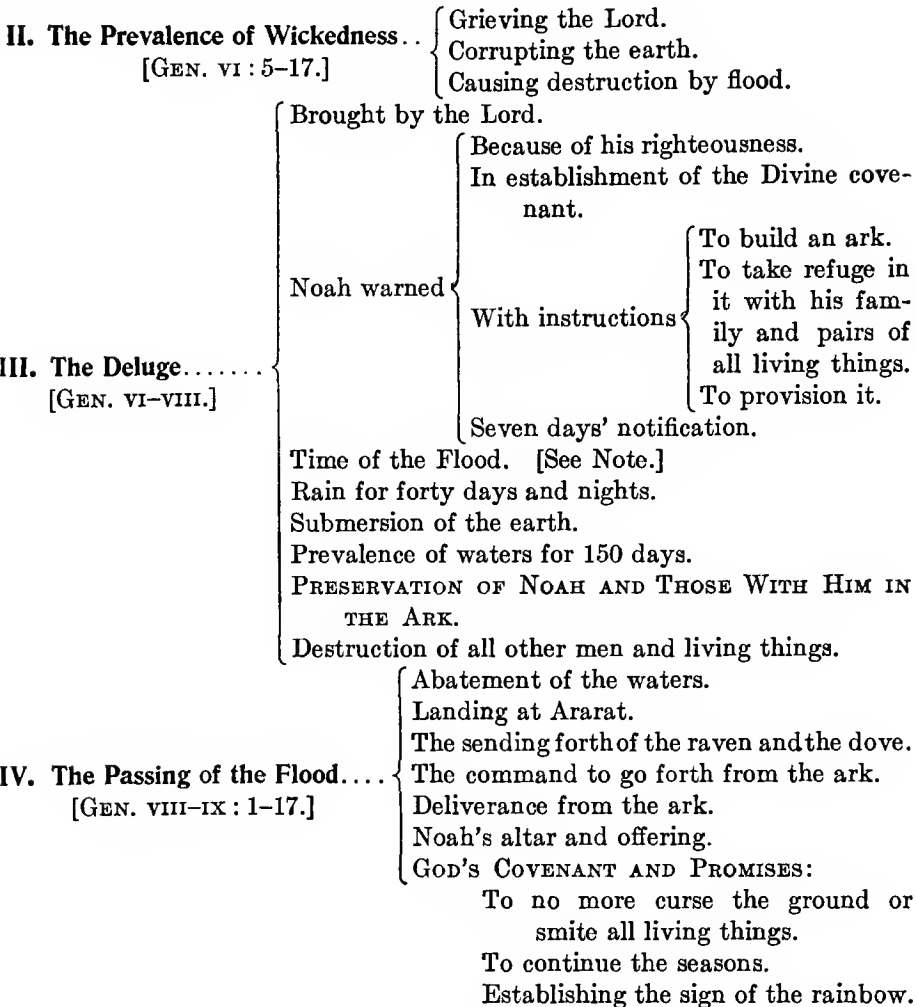 II. The Prevalence of Wickedness..
[GEN. VI : 5–17.]
Grieving the Lord.
Corrupting the earth.
Causing destruction by flood.
III. The Deluge.......
[GEN. VI–VIII.]
Brought by the Lord.
Noah warned
Because of his righteousness.
In establishment of the Divine cove-
nant.
With instructions
To build an ark.
To take refuge in
it with his fam-
ily and pairs of
all living things.
To provision it.
Seven days' notification.
Time of the Flood. [See Note.]
Rain for forty days and nights.
Submersion of the earth.
Prevalence of waters for 150 days.
PRESERVATION OF NOAH AND THOSE WITH HIM IN
THE ARK.
Destruction of all other men and living things.
IV. The Passing of the Flood....
[GEN. VIII–IX : 1–17.]
Abatement of the waters.
Landing at Ararat.
The sending forth of the raven and the dove.
The command to go forth from the ark.
Deliverance from the ark.
Noah's altar and offering.
GOD'S COVENANT AND PROMISES:
To no more curse the ground or
smite all living things.
To continue the seasons.
Establishing the sign of the rainbow.